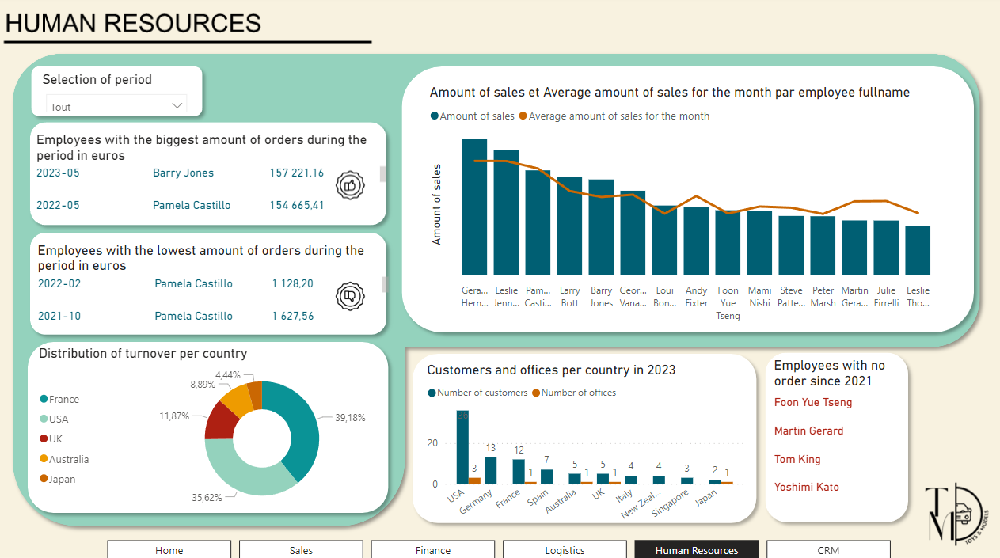 HUMAN RESOURCES
Selection of period
Tout
Employees with the biggest amount of orders during the
period in euros
2023-05 Barry Jones 157 221,16
2022-05 Pamela Castillo 154 665,41
Employees with the lowest amount of orders during the
period in euros
2022-02 Pamela Castillo 1 128,20
2021-10 Pamela Castillo 1 627,56
Distribution of turnover per country
France
USA
UK
Australia
Japan
4,44%
8,89%
11,87%
39,18%
35,62%
Amount of sales et Average amount of sales for the month par employee fullname
Amount of sales Average amount of sales for the month
Amount of sales
Gera... Leslie Pam... Larry Barry Geor... Loui Andy Foon Mami Steve Peter Martin Julie Leslie
Hern... Jenn... Casti... Bott Jones Vana... Bon... Fixter Yue Nishi Patte... Marsh Gera... Firrelli Tho...
Tseng
Customers and offices per country in 2023
Number of customers Number of offices
20
0
36 3 13 12 1 7 5 1 5 1 4 4 3 2 1
USA Germany France Spain Australia UK Italy New Zeal... Singapore Japan
Employees with no
order since 2021
Foon Yue Tseng
Martin Gerard
Tom King
Yoshimi Kato
TMD
TOYS & MODELS
Home Sales Finance Logistics Human Resources CRM